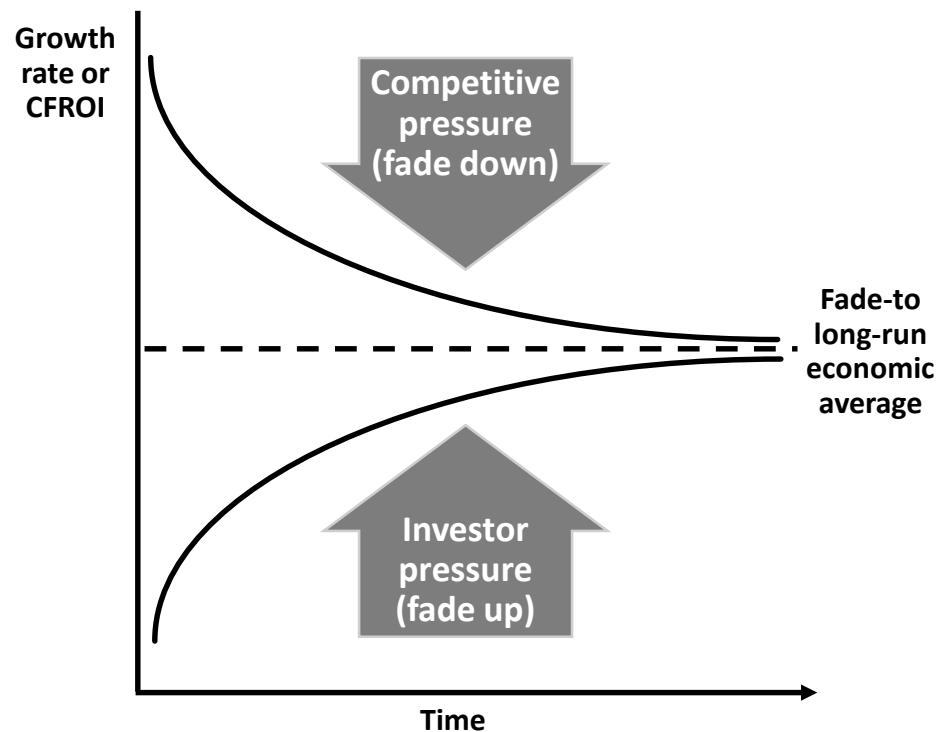 Growth
rate or
CFROI
Competitive
pressure
(fade down)
Fade-to
long-run
economic
average
Investor
pressure
(fade up)
Time